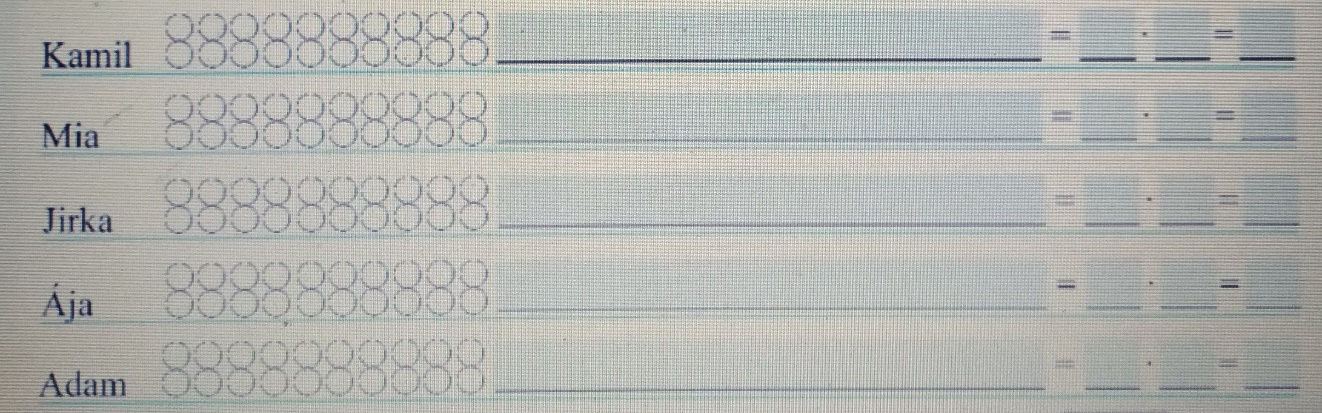 Kamil = · =
Mia = · =
Jirka = · =
Ája = · =
Adam = · =